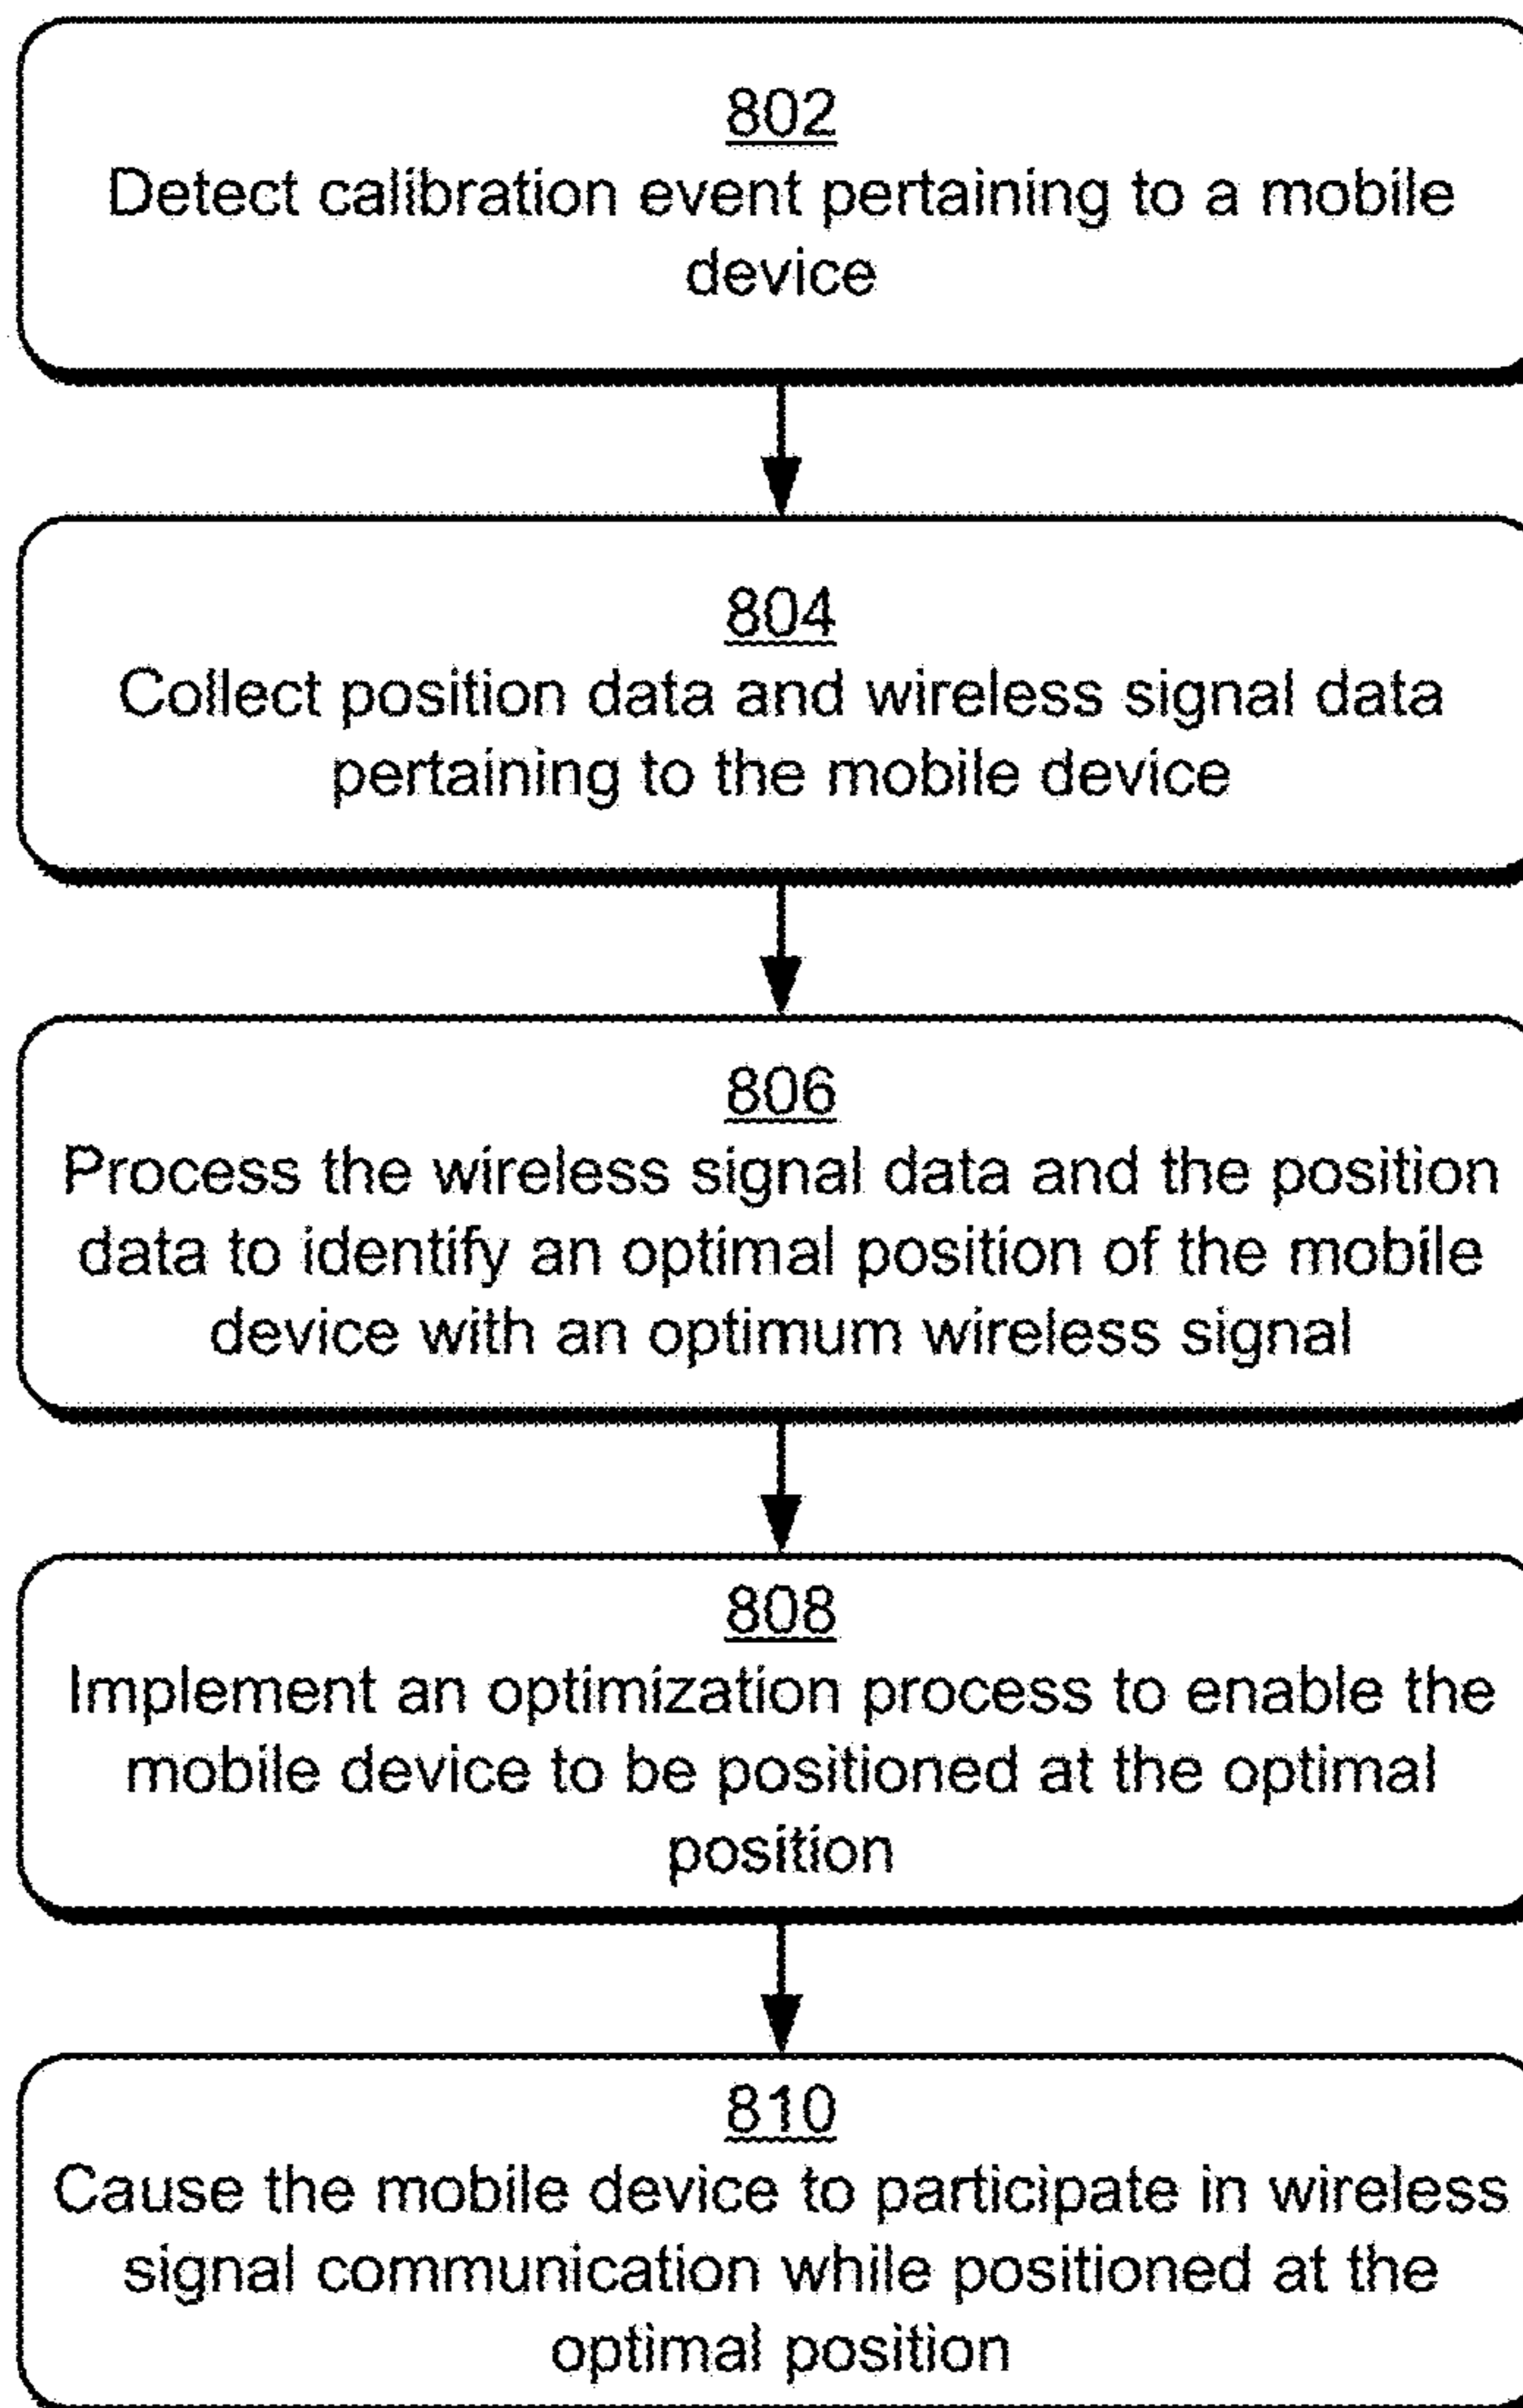 802
Detect calibration event pertaining to a mobile
device
804
Collect position data and wireless signal data
pertaining to the mobile device
806
Process the wireless signal data and the position
data to identify an optimal position of the mobile
device with an optimum wireless signal
808
Implement an optimization process to enable the
mobile device to be positioned at the optimal
position
810
Cause the mobile device to participate in wireless
signal communication while positioned at the
optimal position